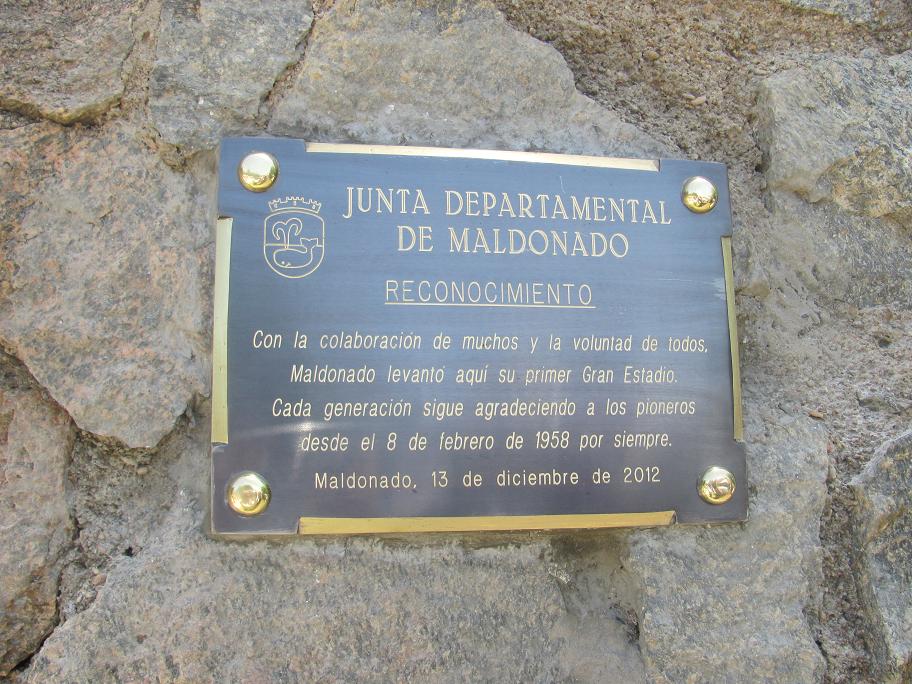 JUNTA DEPARTAMENTAL
DE MALDONADO
RECONOCIMIENTO
Con la colaboración de muchos y la voluntad de todos,
Maldonado levantó aquí su primer Gran Estadio.
Cada generación sigue agradeciendo a los pioneros
desde el 8 de febrero de 1958 por siempre.
Maldonado, 13 de diciembre de 2012